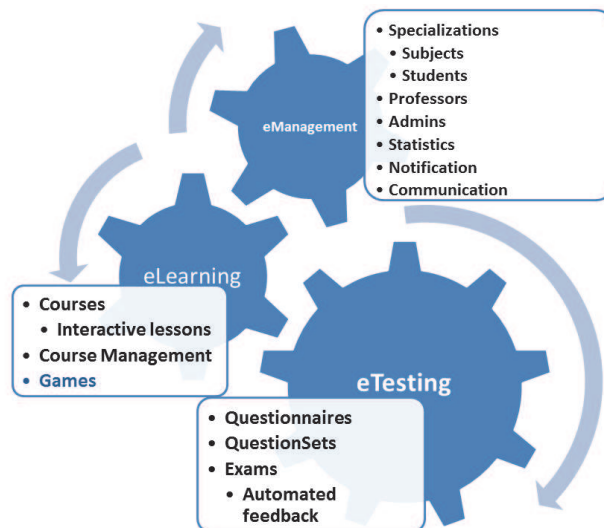 • Specializations
• Subjects
• Students
• Professors
• Admins
• Statistics
• Notification
• Communication
eManagement
eLearning
• Courses
• Interactive lessons
• Course Management
• Games
eTesting
• Questionnaires
• QuestionSets
• Exams
• Automated
feedback